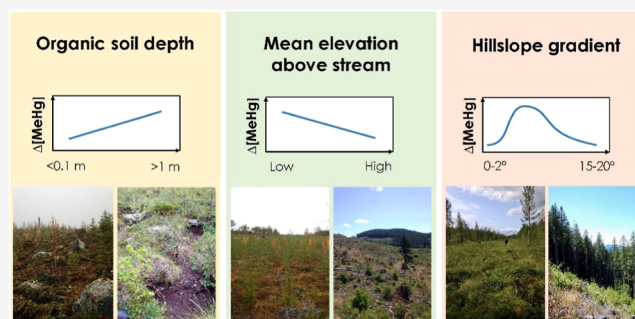 Organic soil depth
Δ[MeHg]
<0.1 m
>1 m
Mean elevation
above stream
Δ[MeHg]
Low
High
Hillslope gradient
Δ[MeHg]
0-2°
15-20°